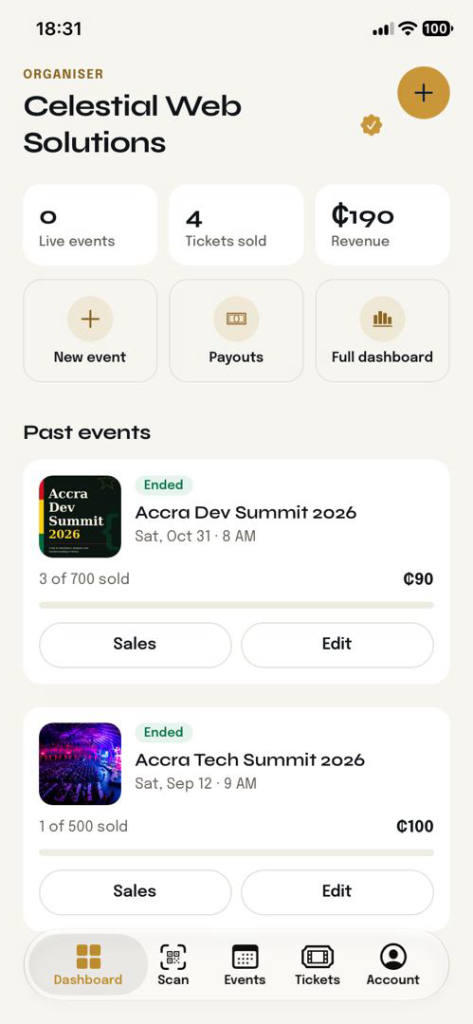 18:31
100
ORGANISER
Celestial Web
Solutions
0
Live events
4
Tickets sold
₵190
Revenue
New event
Payouts
Full dashboard
Past events
Accra
Dev
Summit
2026
Ended
Accra Dev Summit 2026
Sat, Oct 31 · 8 AM
3 of 700 sold
₵90
Sales
Edit
Ended
Accra Tech Summit 2026
Sat, Sep 12 · 9 AM
1 of 500 sold
₵100
Sales
Edit
Dashboard
Scan
Events
Tickets
Account